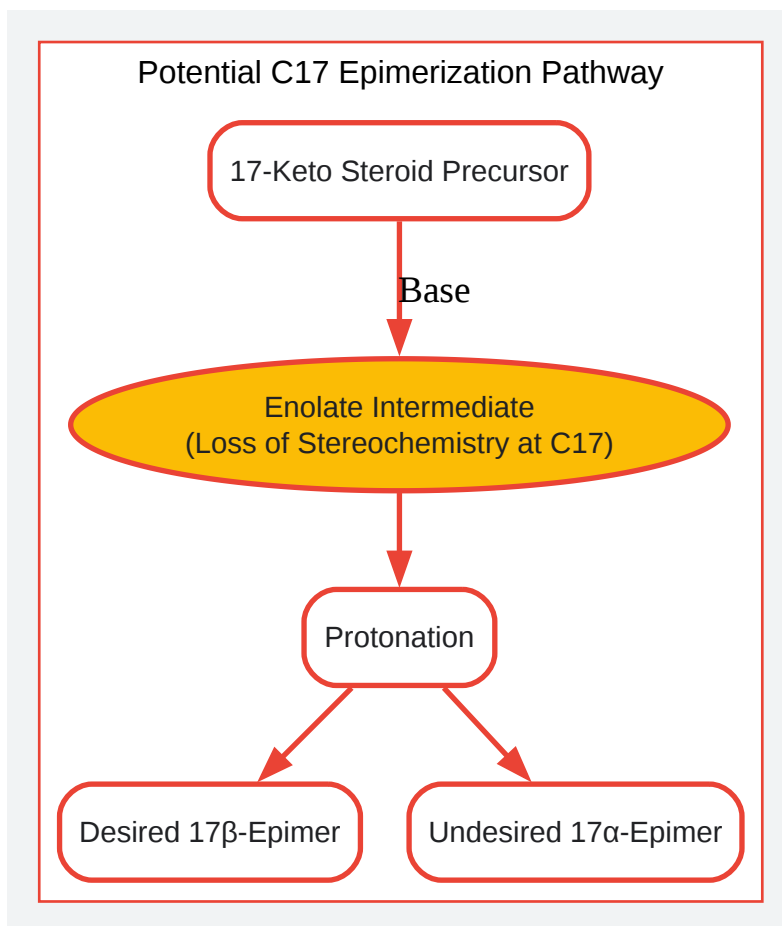 Potential C17 Epimerization Pathway
17-Keto Steroid Precursor
Base
Enolate Intermediate
(Loss of Stereochemistry at C17)
Protonation
Desired 17β-Epimer
Undesired 17α-Epimer